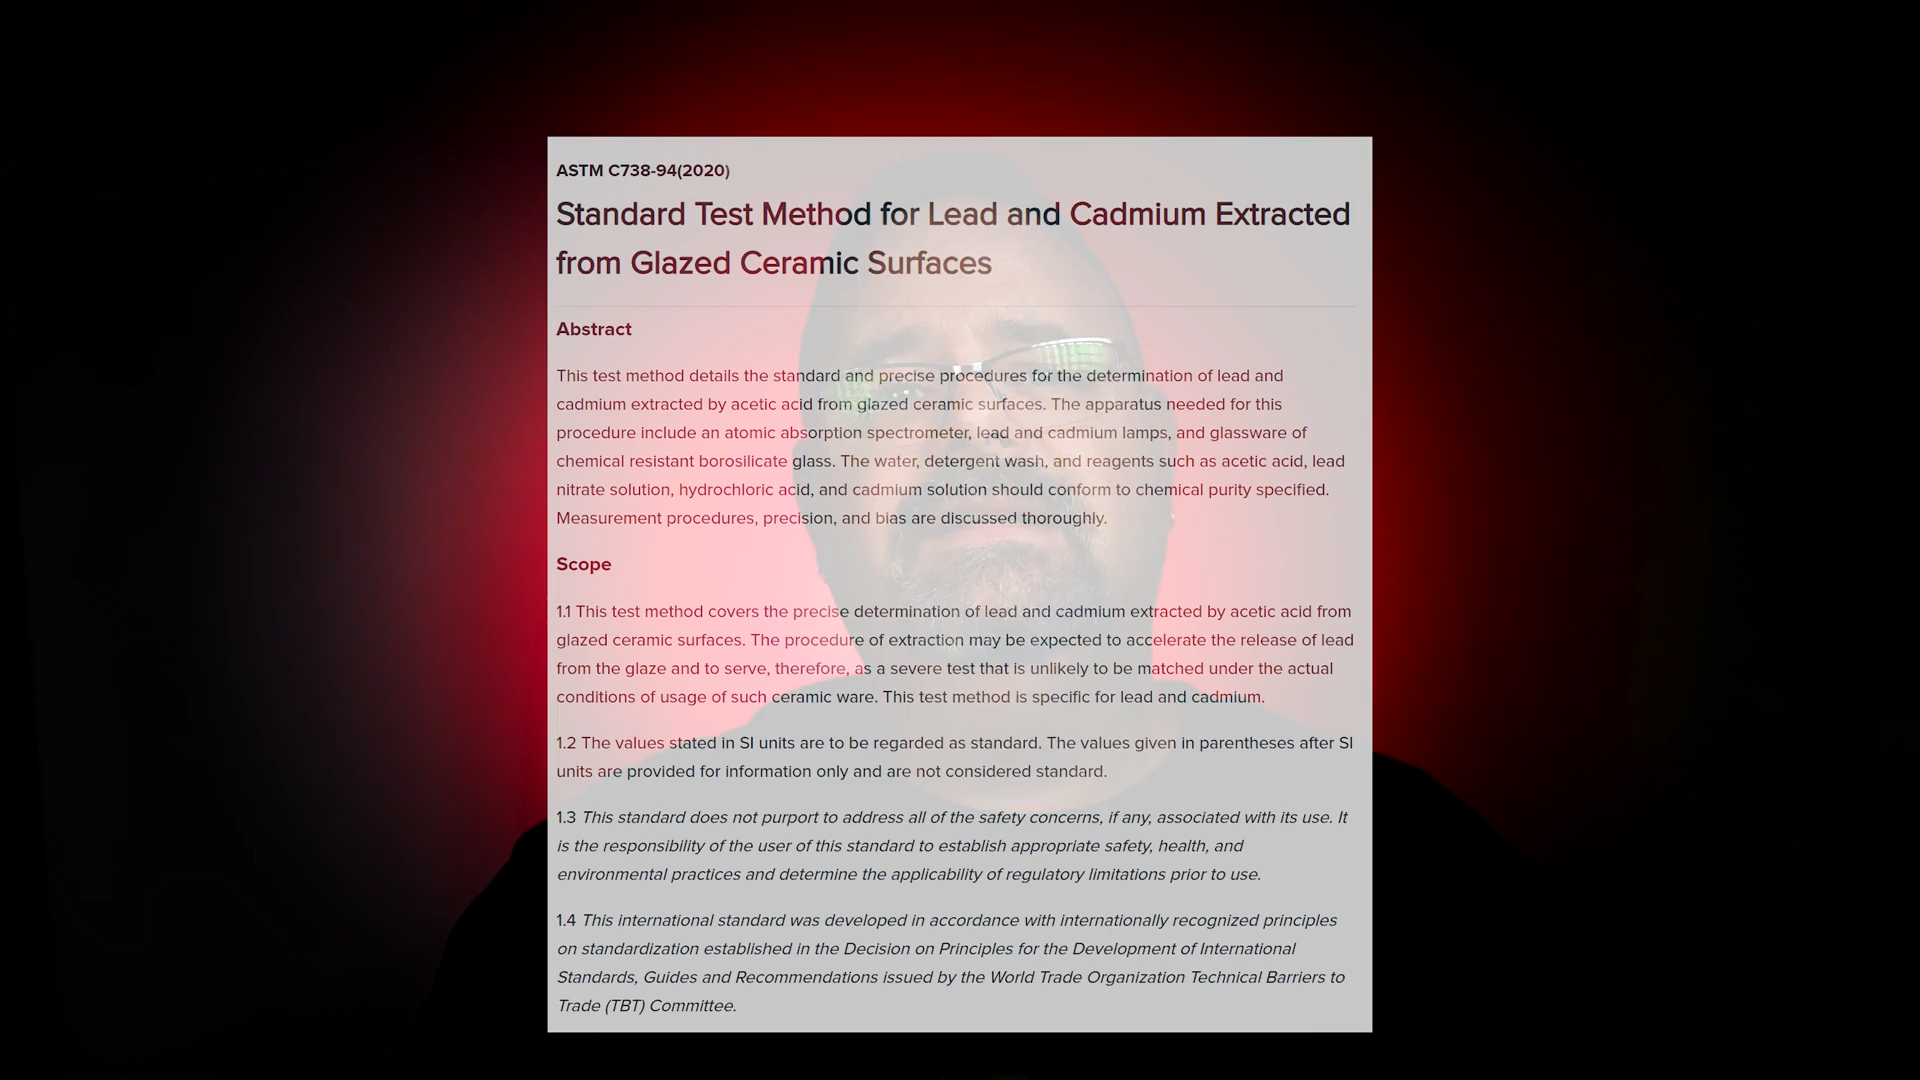 ASTM C738-94(2020)
Standard Test Method for Lead and Cadmium Extracted
from Glazed Ceramic Surfaces
Abstract
This test method details the standard and precise procedures for the determination of lead and
cadmium extracted by acetic acid from glazed ceramic surfaces. The apparatus needed for this
procedure include an atomic absorption spectrometer, lead and cadmium lamps, and glassware of
chemical resistant borosilicate glass. The water, detergent wash, and reagents such as acetic acid, lead
nitrate solution, hydrochloric acid, and cadmium solution should conform to chemical purity specified.
Measurement procedures, precision, and bias are discussed thoroughly.
Scope
1.1 This test method covers the precise determination of lead and cadmium extracted by acetic acid from
glazed ceramic surfaces. The procedure of extraction may be expected to accelerate the release of lead
from the glaze and to serve, therefore, as a severe test that is unlikely to be matched under the actual
conditions of usage of such ceramic ware. This test method is specific for lead and cadmium.
1.2 The values stated in SI units are to be regarded as standard. The values given in parentheses after SI
units are provided for information only and are not considered standard.
1.3 This standard does not purport to address all of the safety concerns, if any, associated with its use. It
is the responsibility of the user of this standard to establish appropriate safety, health, and
environmental practices and determine the applicability of regulatory limitations prior to use.
1.4 This international standard was developed in accordance with internationally recognized principles
on standardization established in the Decision on Principles for the Development of International
Standards, Guides and Recommendations issued by the World Trade Organization Technical Barriers to
Trade (TBT) Committee.